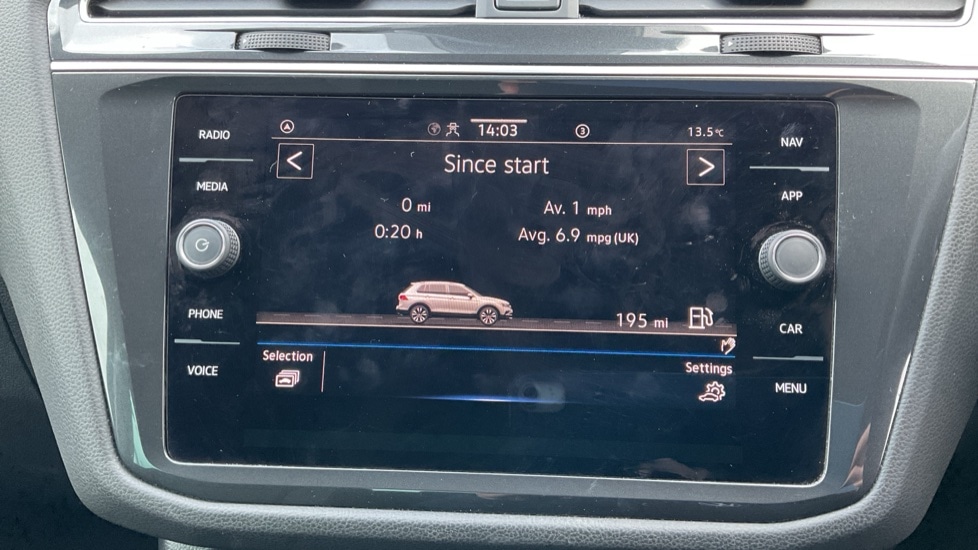 RADIO
MEDIA
PHONE
VOICE
A 14:03 3 13.5℃
< Since start >
0 mi Av. 1 mph
0:20 h Avg. 6.9 mpg (UK)
195 mi
Selection Settings
NAV
APP
CAR
MENU